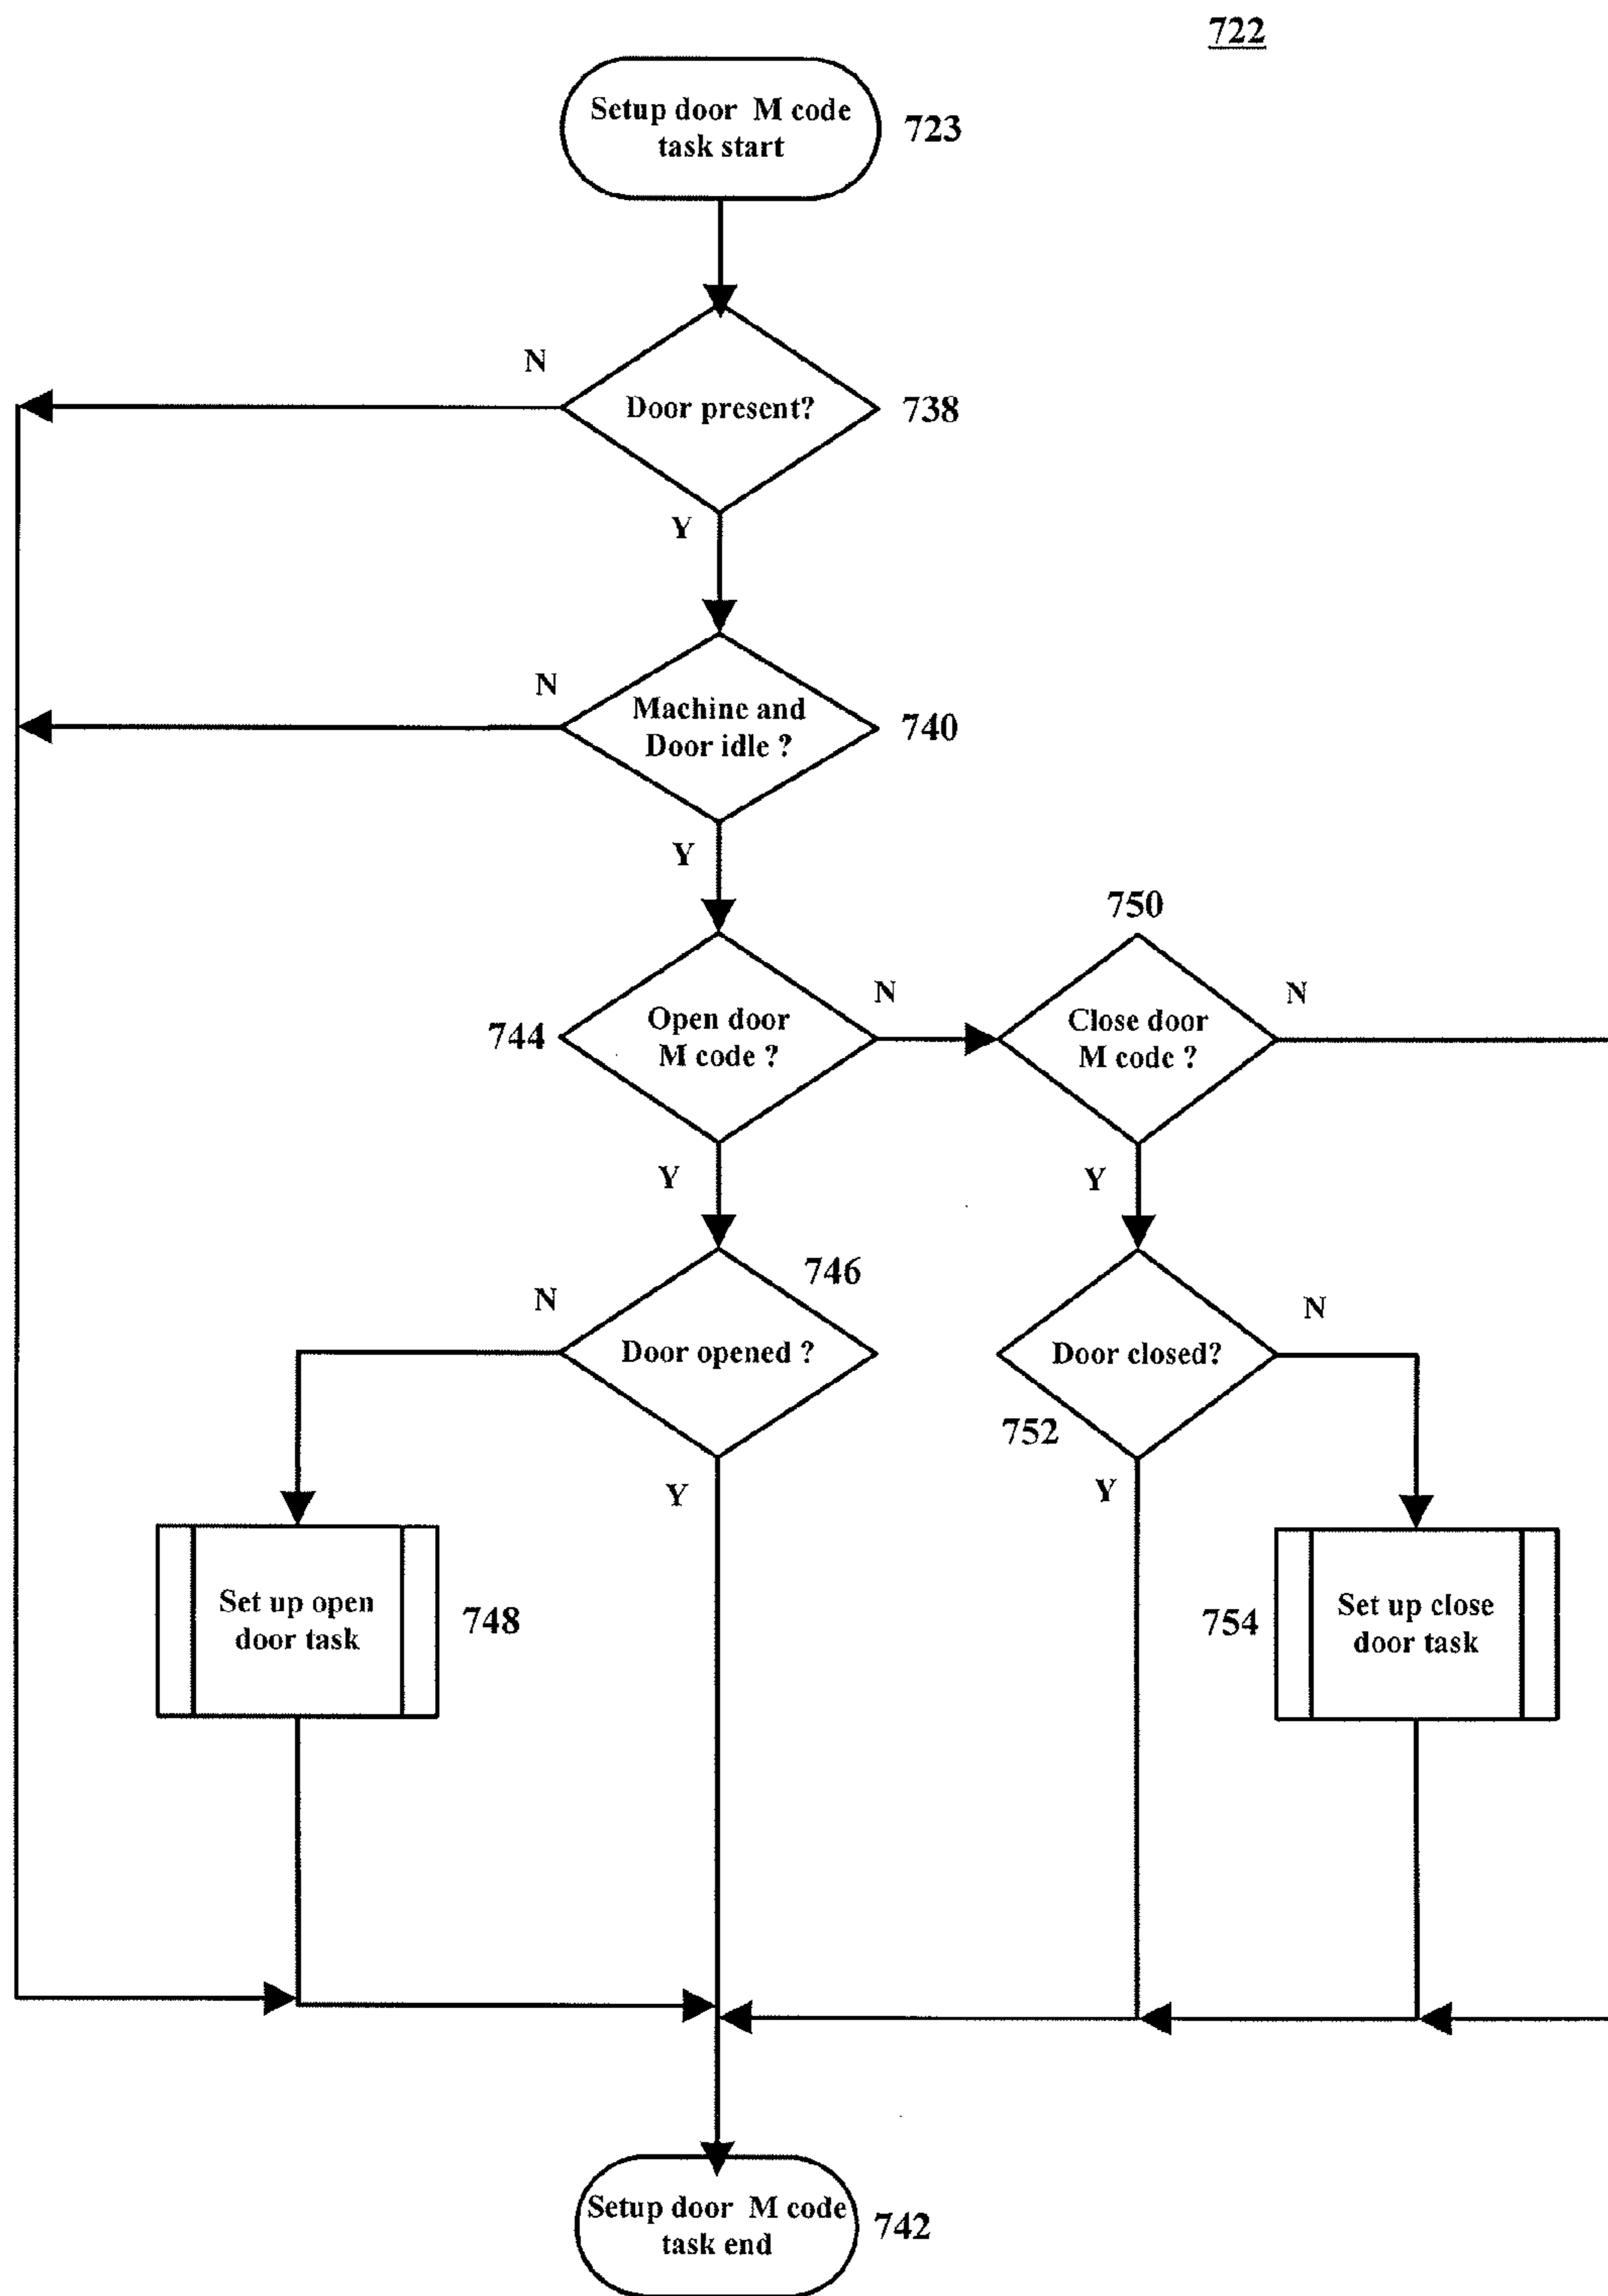 722
Setup door M code
task start
723
N
Door present?
738
Y
N
Machine and
Door idle ?
740
Y
750
744
Open door
M code ?
N
Close door
M code ?
N
Y
Y
746
N
Door opened ?
N
Door closed?
752
Y
Y
Set up open
door task
748
754
Set up close
door task
Setup door M code
task end
742